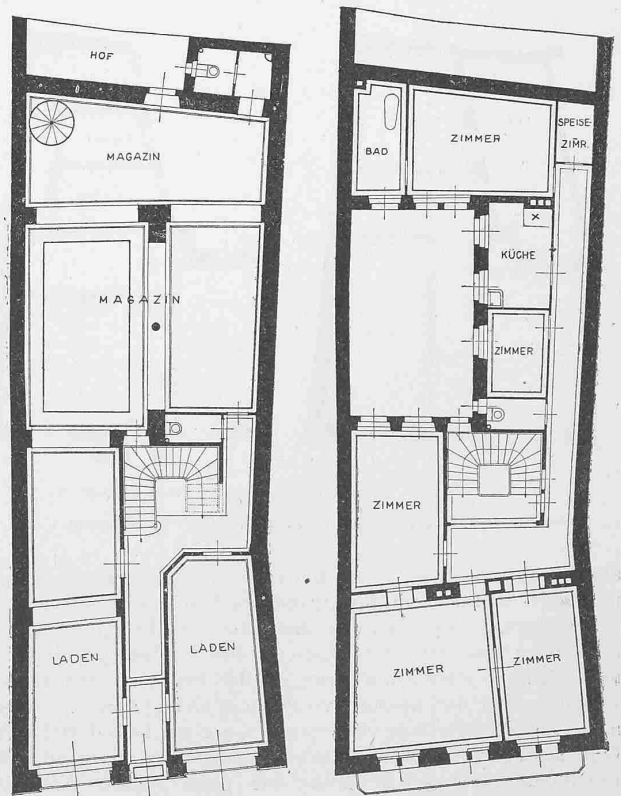 HOF
MAGAZIN
MAGAZIN
LADEN
LADEN
BAD
ZIMMER
SPEISE-
ZIMR.
KÜCHE
ZIMMER
ZIMMER
ZIMMER
ZIMMER